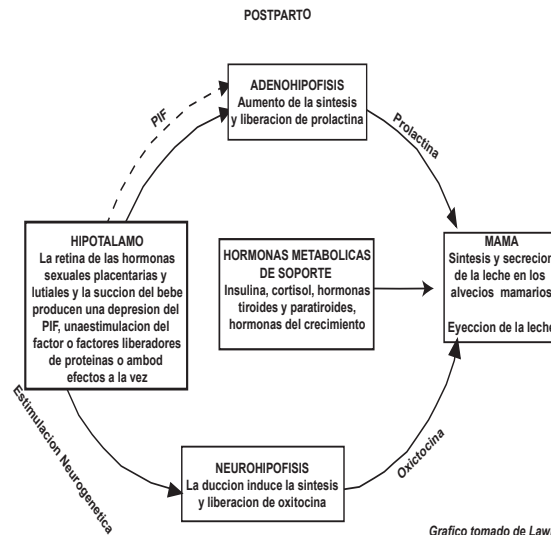 POSTPARTO
PIF
ADENOHIPOFISIS
Aumento de la sintesis
y liberacion de prolactina
Prolactina
HIPOTALAMO
La retina de las hormonas
sexuales placentarias y
lutiales y la succion del bebe
producen una depresion del
PIF, unaestimulacion del
factor o factores liberadores
de proteinas o ambod
efectos a la vez
HORMONAS METABOLICAS
DE SOPORTE
Insulina, cortisol, hormonas
tiroides y paratiroides,
hormonas del crecimiento
MAMA
Sintesis y secrecion
de la leche en los
alvecios mamarios
Eyeccion de la leche
Estimulacion Neurogenetica
NEUROHIPOFISIS
La duccion induce la sintesis
y liberacion de oxitocina
Oxictocina
Grafico tomado de